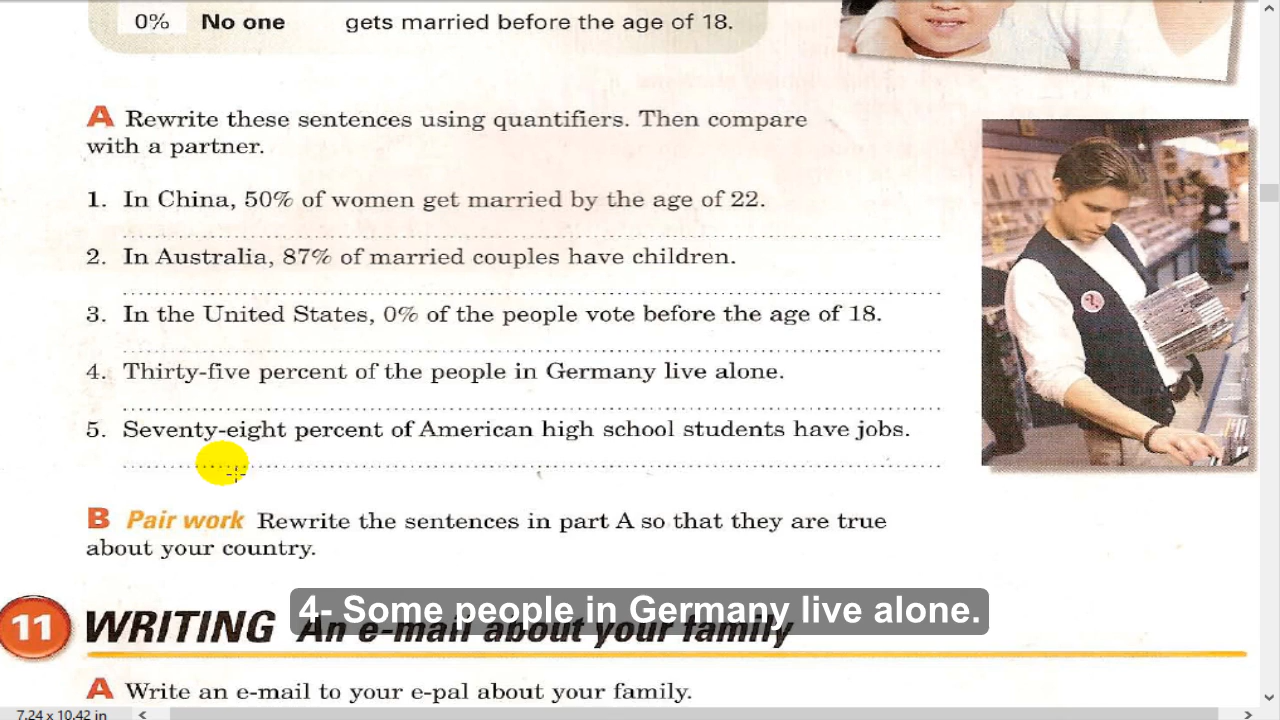 0% No one gets married before the age of 18.
A Rewrite these sentences using quantifiers. Then compare
with a partner.
1. In China, 50% of women get married by the age of 22.
2. In Australia, 87% of married couples have children.
3. In the United States, 0% of the people vote before the age of 18.
4. Thirty-five percent of the people in Germany live alone.
5. Seventy-eight percent of American high school students have jobs.
B Pair work Rewrite the sentences in part A so that they are true
about your country.
4- Some people in Germany live alone.
11 WRITING An e-mail about your family
A Write an e-mail to your e-pal about your family.
7.24 x 10.42 in